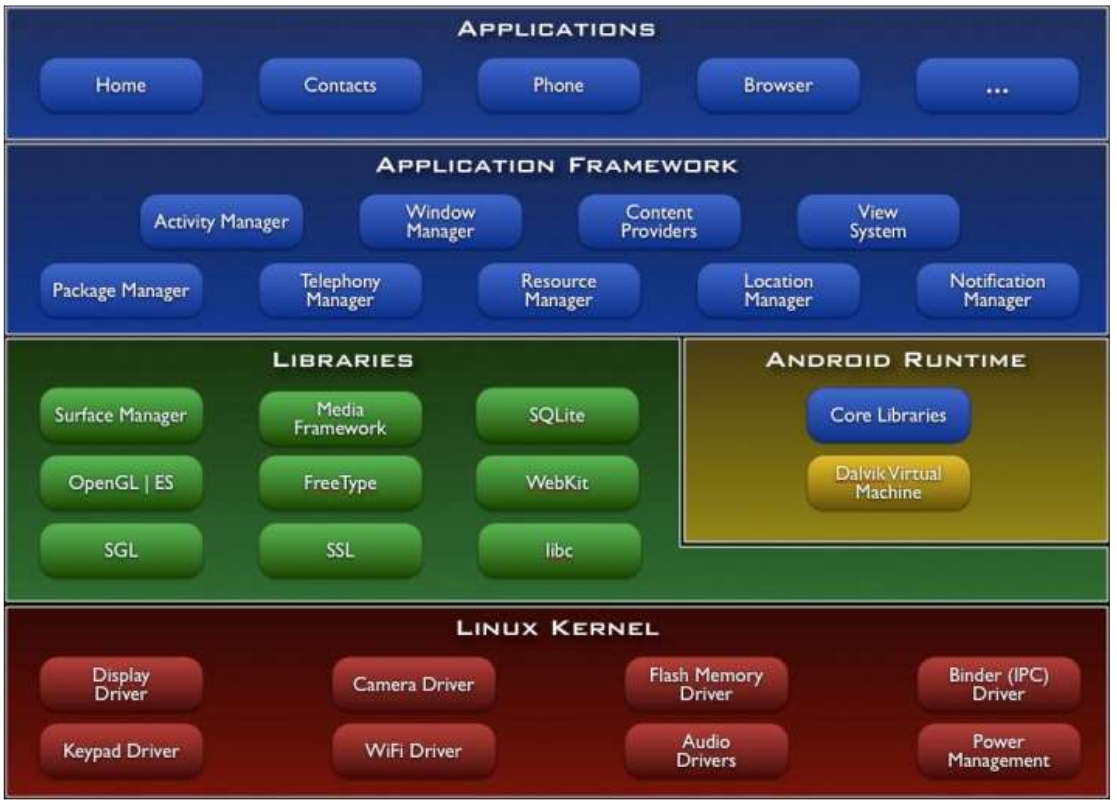 APPLICATIONS
Home
Contacts
Phone
Browser
...
APPLICATION FRAMEWORK
Activity Manager
Window
Manager
Content
Providers
View
System
Package Manager
Telephony
Manager
Resource
Manager
Location
Manager
Notification
Manager
LIBRARIES
Surface Manager
Media
Framework
SQLite
OpenGL | ES
FreeType
WebKit
SGL
SSL
libc
ANDROID RUNTIME
Core Libraries
Dalvik Virtual
Machine
LINUX KERNEL
Display
Driver
Camera Driver
Flash Memory
Driver
Binder (IPC)
Driver
Keypad Driver
WiFi Driver
Audio
Drivers
Power
Management